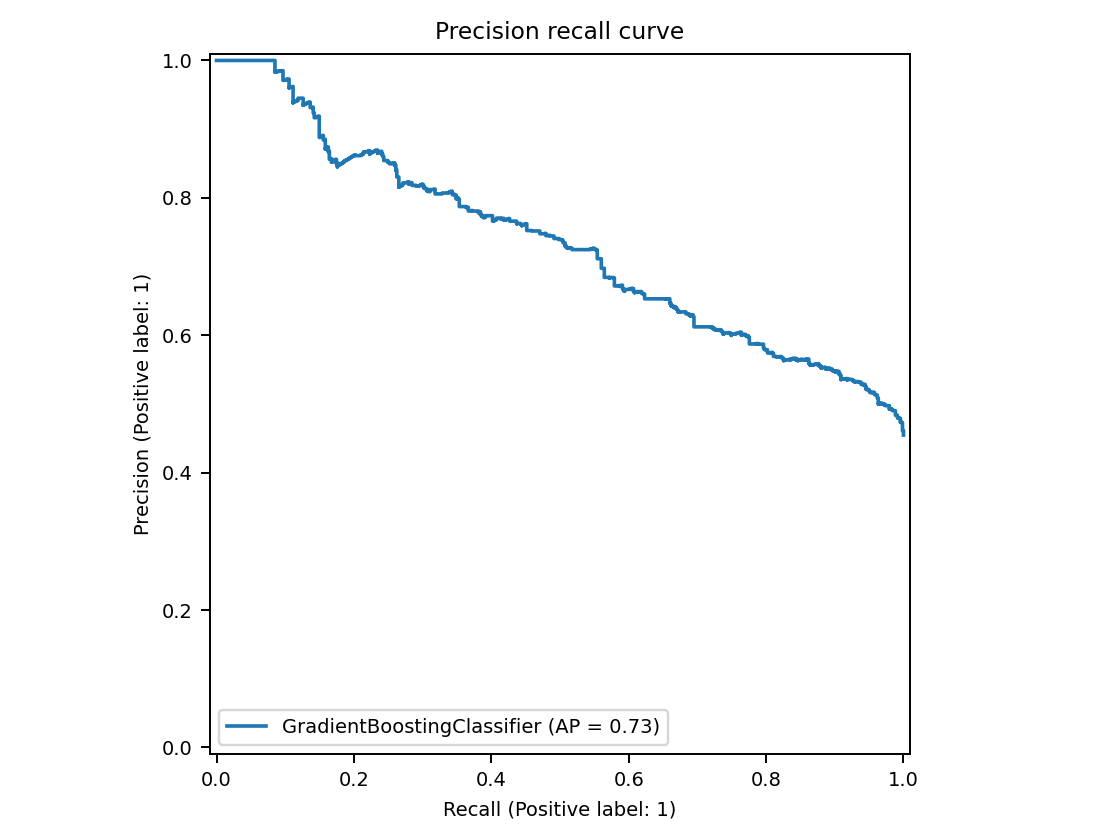 Precision recall curve
1.0
0.8
0.6
0.4
0.2
0.0
Precision (Positive label: 1)
GradientBoostingClassifier (AP = 0.73)
0.0 0.2 0.4 0.6 0.8 1.0
Recall (Positive label: 1)